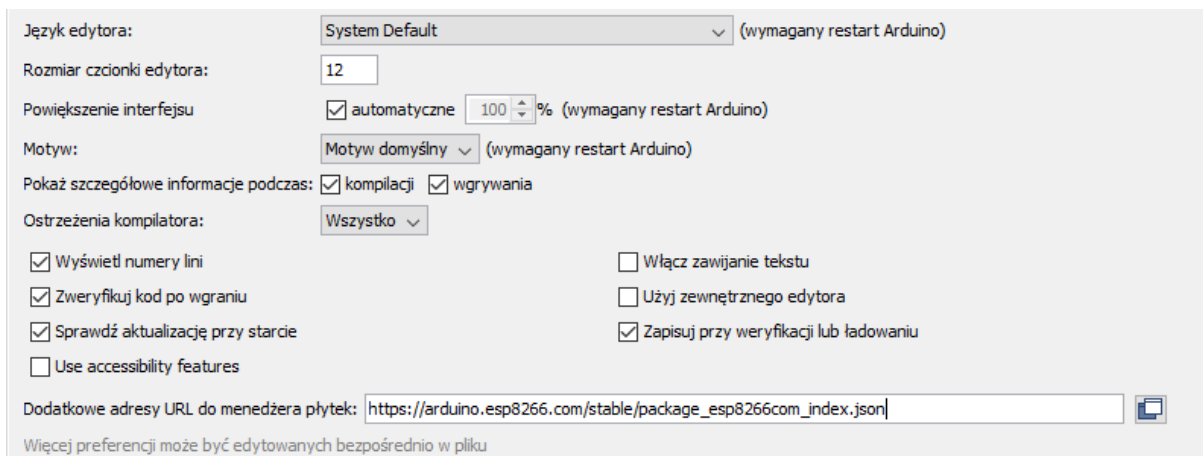 Język edytora: System Default (wymagany restart Arduino)
Rozmiar czcionki edytora: 12
Powiększenie interfejsu automatyczne 100 % (wymagany restart Arduino)
Motyw: Motyw domyślny (wymagany restart Arduino)
Pokaż szczegółowe informacje podczas: kompilacji wgrywania
Ostrzeżenia kompilatora: Wszystko
Wyświetl numery lini Włącz zawijanie tekstu
Zweryfikuj kod po wgraniu Użyj zewnętrznego edytora
Sprawdź aktualizację przy starcie Zapisuj przy weryfikacji lub ładowaniu
Use accessibility features
Dodatkowe adresy URL do menedżera płytek: https://arduino.esp8266.com/stable/package_esp8266com_index.json
Więcej preferencji może być edytowanych bezpośrednio w pliku